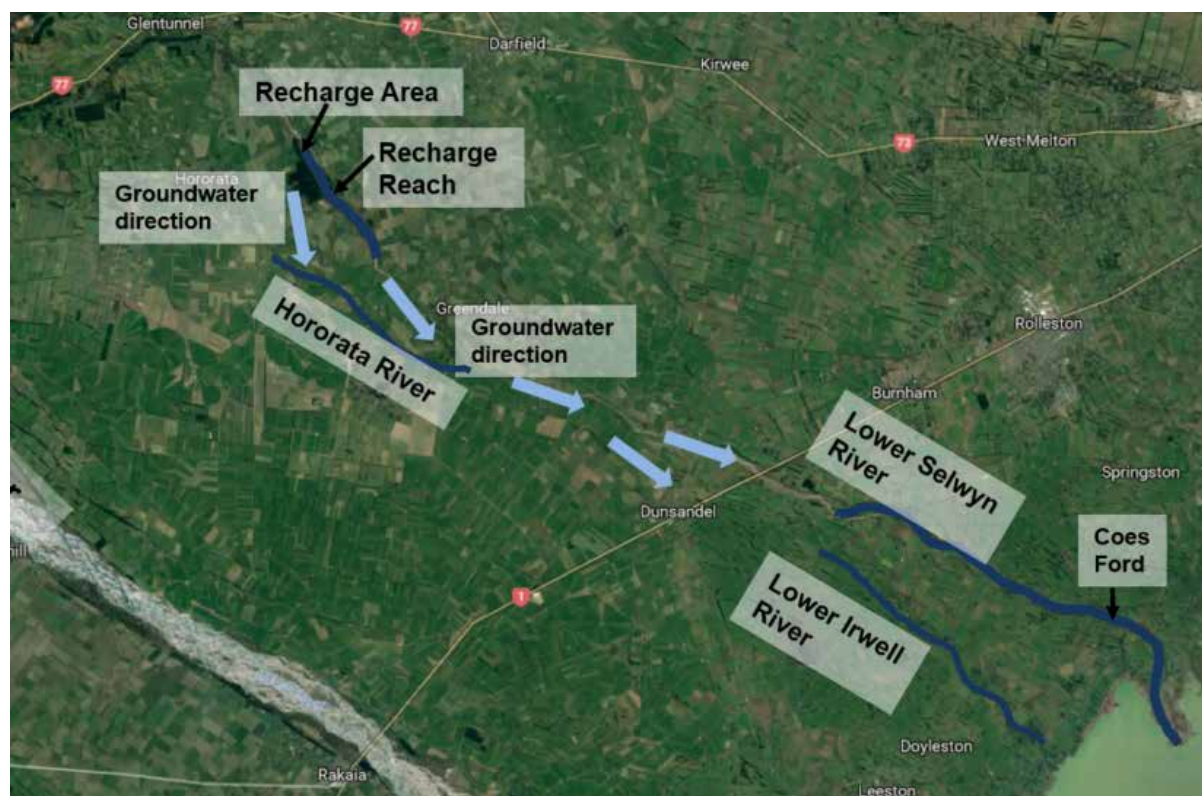 Glentunnel
77
Darfield
Kirwee
77
Recharge Area
73
West Melton
Recharge
Reach
Hororata
Groundwater
direction
Greendale
Hororata River
Groundwater
direction
Rolleston
Burnham
Lower Selwyn
River
Springston
Dunsandel
Coes
Ford
1
Lower Irwell
River
Doyleston
Rakaia
Leeston